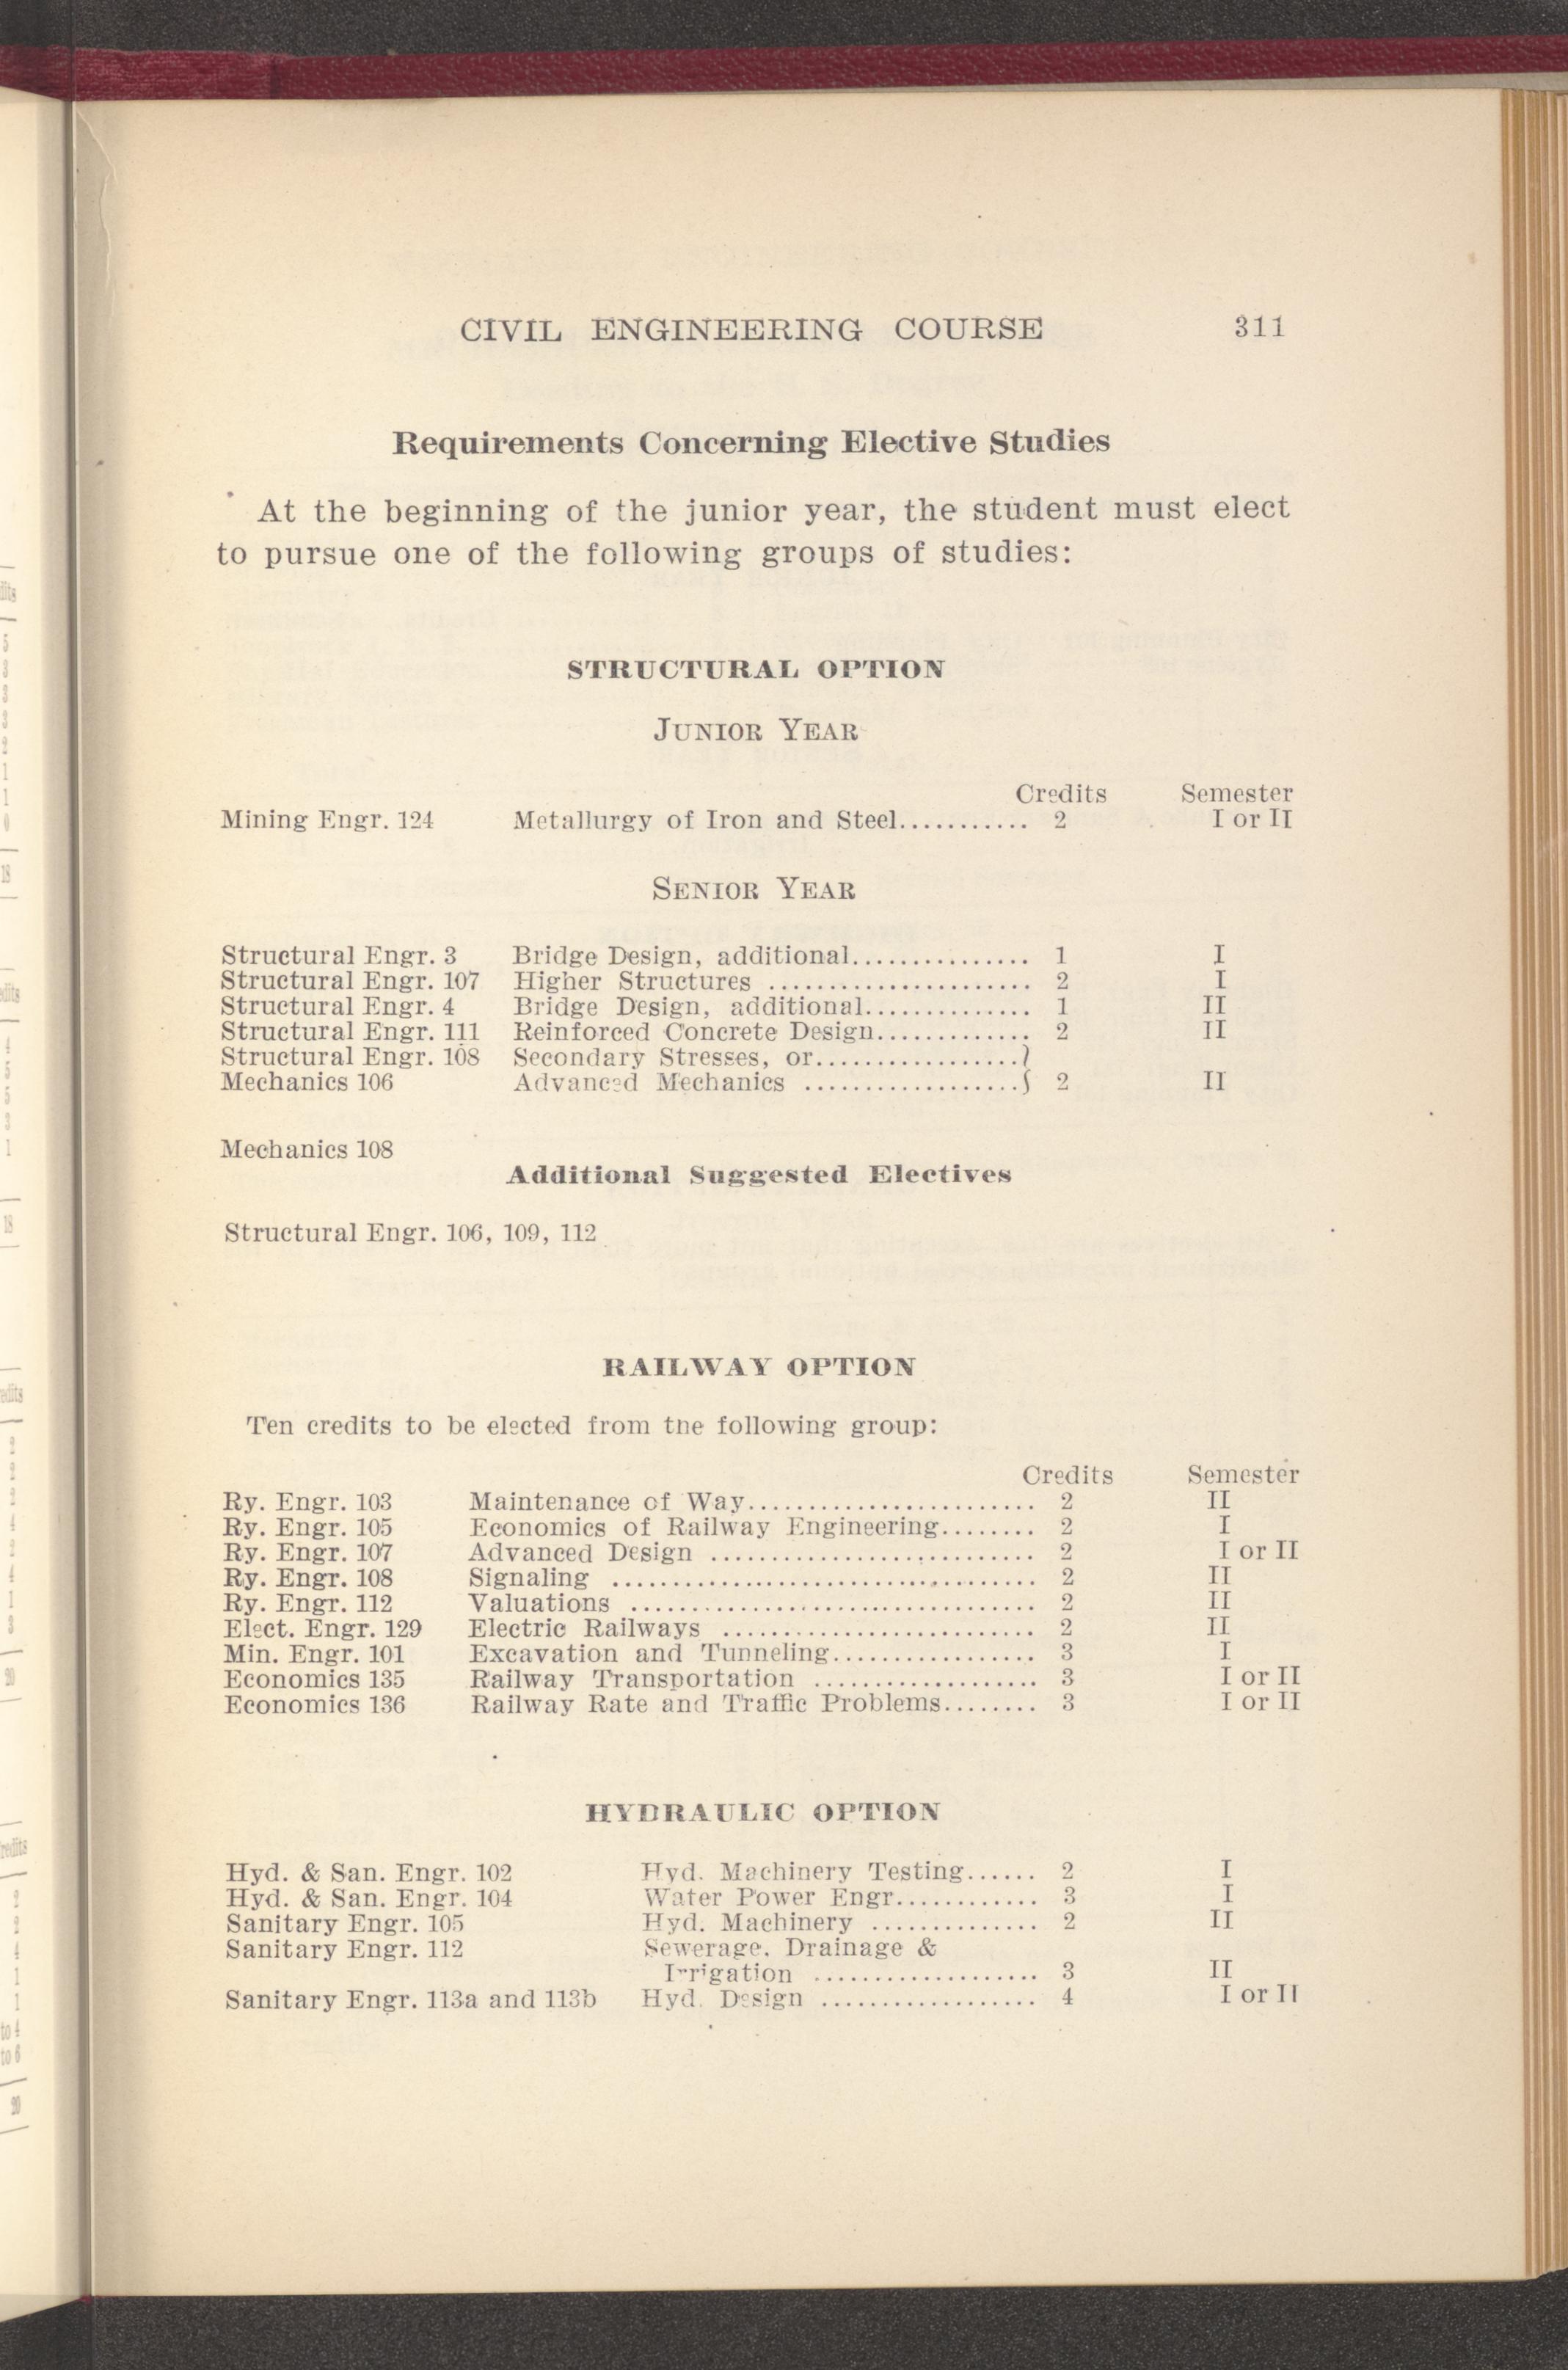 CIVIL ENGINEERING COURSE 311
Requirements Concerning Elective Studies
At the beginning of the junior year, the student must elect
to pursue one of the following groups of studies:
STRUCTURAL OPTION
JUNIOR YEAR
Credits Semester
Mining Engr. 124 Metallurgy of Iron and Steel........... 2 I or II
SENIOR YEAR
Structural Engr. 3 Bridge Design, additional............... 1 I
Structural Engr. 107 Higher Structures ...................... 2 I
Structural Engr. 4 Bridge Design, additional.............. 1 II
Structural Engr. 111 Reinforced Concrete Design............. 2 II
Structural Engr. 108 Secondary Stresses, or.................}
Mechanics 106 Advanced Mechanics ..................} 2 II
Mechanics 108
Additional Suggested Electives
Structural Engr. 106, 109, 112
RAILWAY OPTION
Ten credits to be elected from tne following group:
Credits Semester
Ry. Engr. 103 Maintenance of Way........................ 2 II
Ry. Engr. 105 Economics of Railway Engineering........ 2 I
Ry. Engr. 107 Advanced Design ........................... 2 I or II
Ry. Engr. 108 Signaling ................................... 2 II
Ry. Engr. 112 Valuations .................................. 2 II
Elect. Engr. 129 Electric Railways .......................... 2 II
Min. Engr. 101 Excavation and Tunneling................. 3 I
Economics 135 Railway Transportation ................... 3 I or II
Economics 136 Railway Rate and Traffic Problems........ 3 I or II
HYDRAULIC OPTION
Hyd. & San. Engr. 102 Hyd. Machinery Testing...... 2 I
Hyd. & San. Engr. 104 Water Power Engr............ 3 I
Sanitary Engr. 105 Hyd. Machinery .............. 2 II
Sanitary Engr. 112 Sewerage, Drainage &
Irrigation ................... 3 II
Sanitary Engr. 113a and 113b Hyd. Design .................. 4 I or II